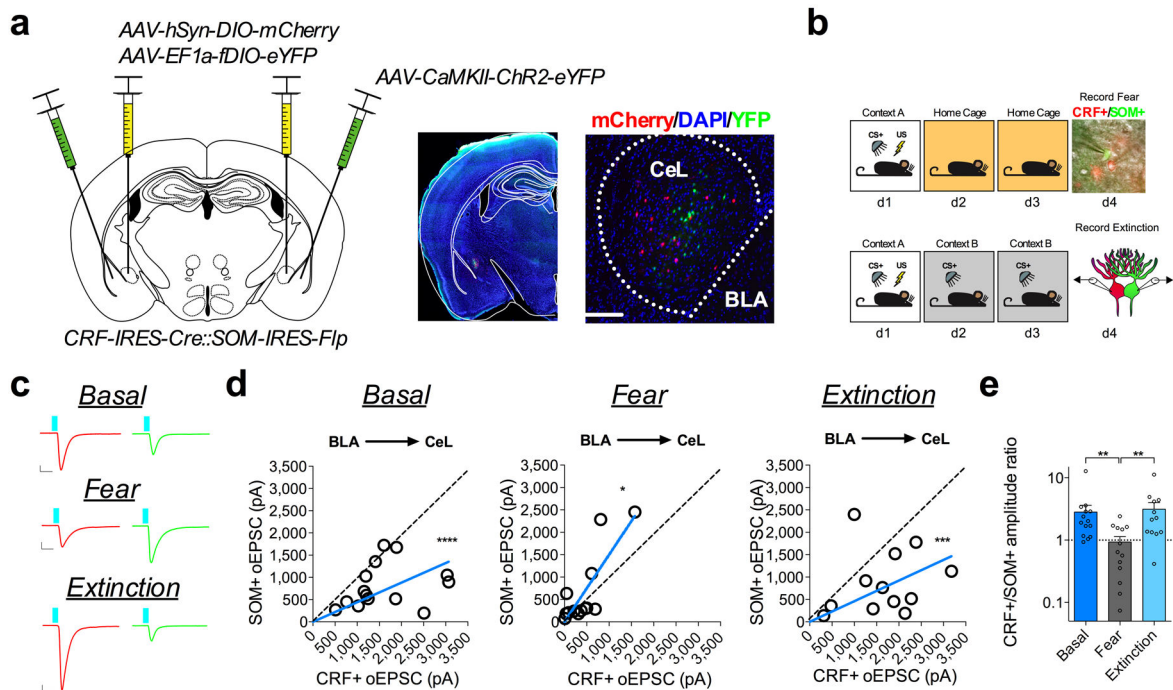 a
AAV-hSyn-DIO-mCherry
AAV-EF1a-fDIO-eYFP
AAV-CaMKII-ChR2-eYFP
CRF-IRES-Cre::SOM-IRES-Flp
mCherry/DAPI/YFP
CeL
BLA
b
Context A
Home Cage
Home Cage
Record Fear
CRF+/SOM+
CS+ US
d1
d2
d3
d4
Context A
Context B
Context B
Record Extinction
CS+ US
CS+
CS+
d1
d2
d3
d4
c
Basal
Fear
Extinction
d
Basal
BLA CeL
SOM+ oEPSC (pA)
3,500
3,000
2,500
2,000
1,500
1,000
500
0
****
0
500
1,000
1,500
2,000
2,500
3,000
3,500
CRF+ oEPSC (pA)
Fear
BLA CeL
SOM+ oEPSC (pA)
3,500
3,000
2,500
2,000
1,500
1,000
500
0
*
0
500
1,000
1,500
2,000
2,500
3,000
3,500
CRF+ oEPSC (pA)
Extinction
BLA CeL
SOM+ oEPSC (pA)
3,500
3,000
2,500
2,000
1,500
1,000
500
0
***
0
500
1,000
1,500
2,000
2,500
3,000
3,500
CRF+ oEPSC (pA)
e
CRF+/SOM+ amplitude ratio
** **
10
1
0.1
Basal
Fear
Extinction